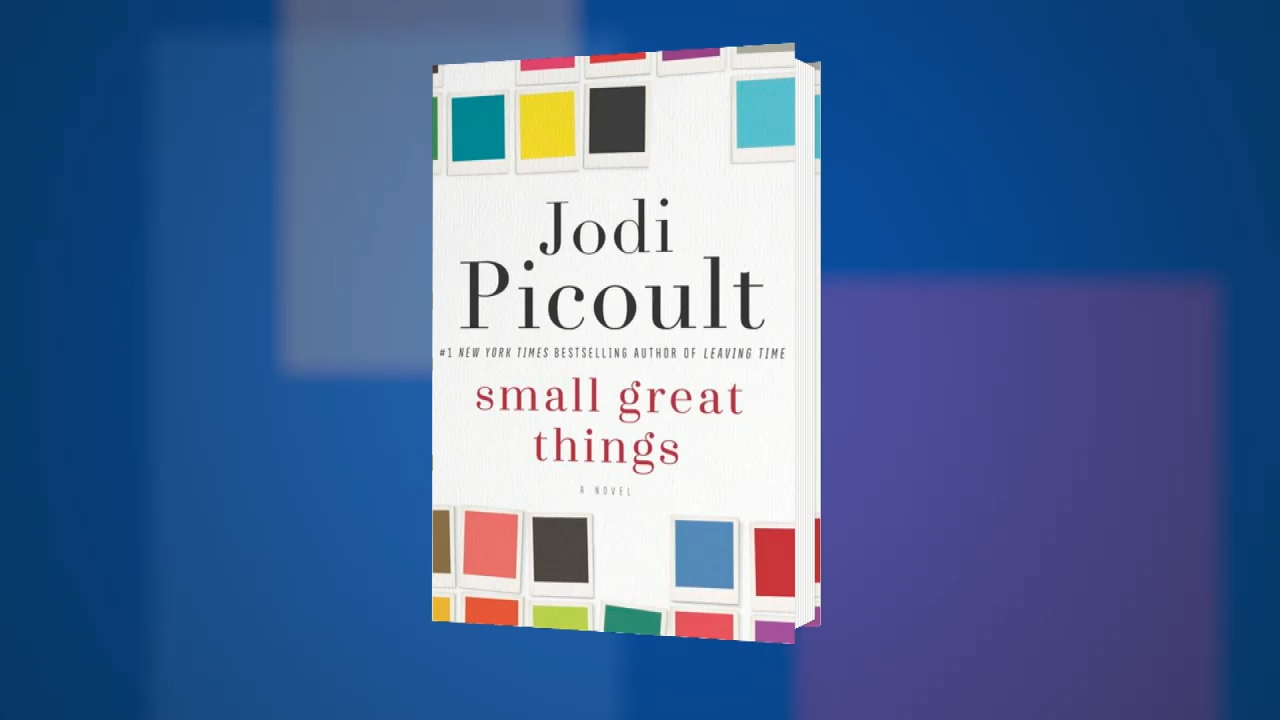 Jodi
Picoult
#1 NEW YORK TIMES BESTSELLING AUTHOR OF LEAVING TIME
small great
things
A NOVEL